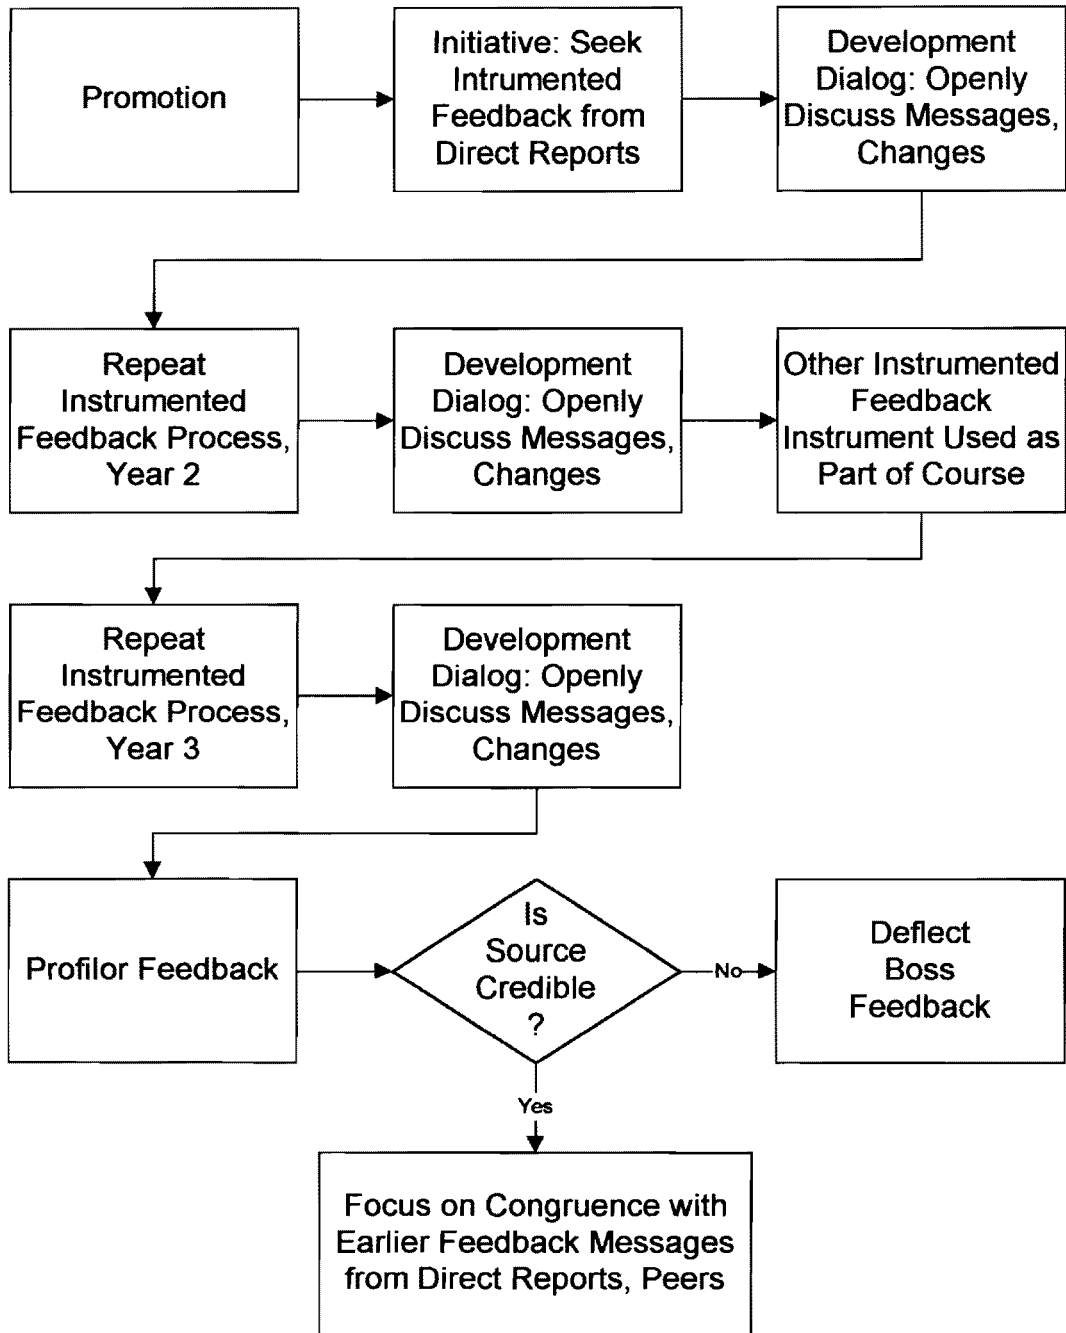 Promotion
Initiative: Seek
Intrumented
Feedback from
Direct Reports
Development
Dialog: Openly
Discuss Messages,
Changes
Repeat
Instrumented
Feedback Process,
Year 2
Development
Dialog: Openly
Discuss Messages,
Changes
Other Instrumented
Feedback
Instrument Used as
Part of Course
Repeat
Instrumented
Feedback Process,
Year 3
Development
Dialog: Openly
Discuss Messages,
Changes
Profilor Feedback
Is
Source
Credible
?
No
Deflect
Boss
Feedback
Yes
Focus on Congruence with
Earlier Feedback Messages
from Direct Reports, Peers